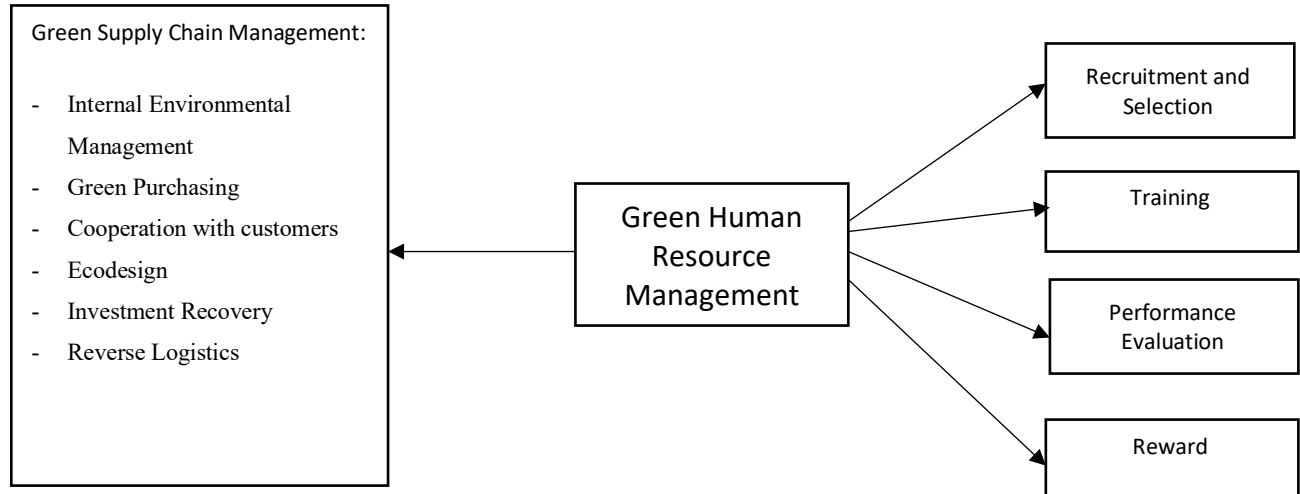 Green Supply Chain Management:
- Internal Environmental
Management
- Green Purchasing
- Cooperation with customers
- Ecodesign
- Investment Recovery
- Reverse Logistics
Green Human
Resource
Management
Recruitment and
Selection
Training
Performance
Evaluation
Reward